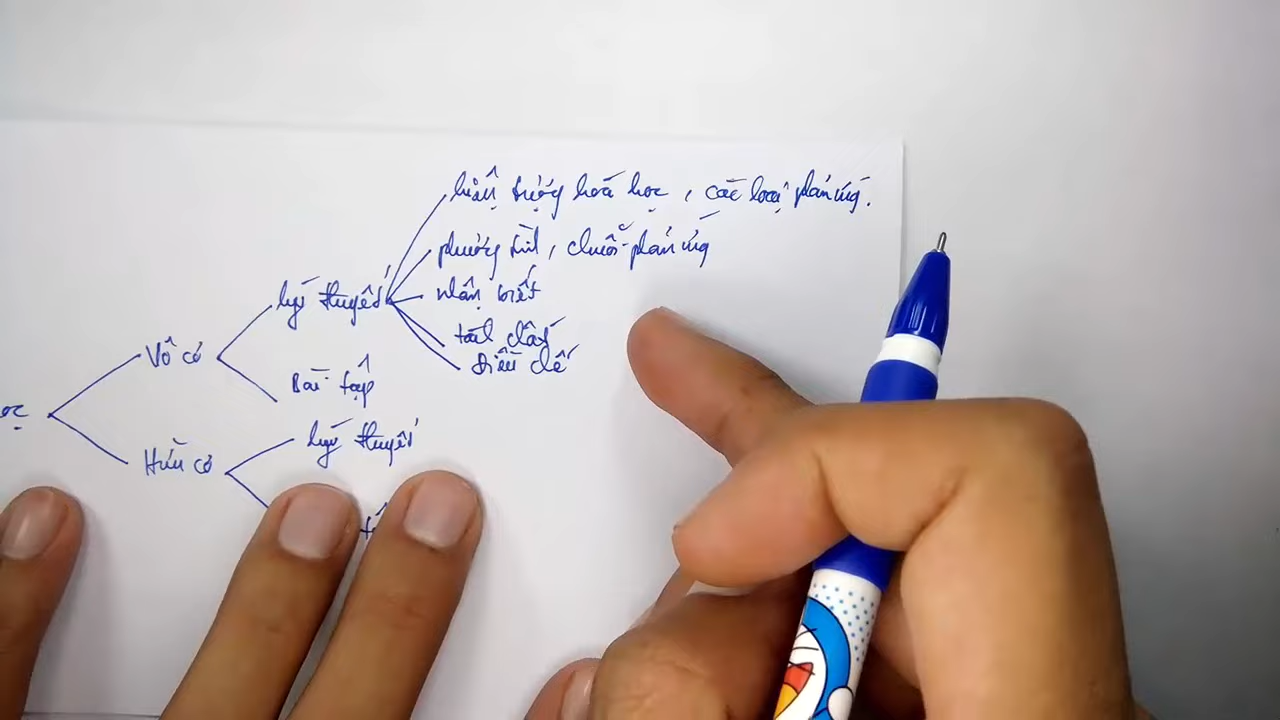 hiện tượng hoá học, các loại phản ứng.
phương trình, chuỗi phản ứng
nhận biết
lý thuyết
tách chất
Vô cơ
điều chế
Bài tập
ọc
lý thuyết
Hữu cơ